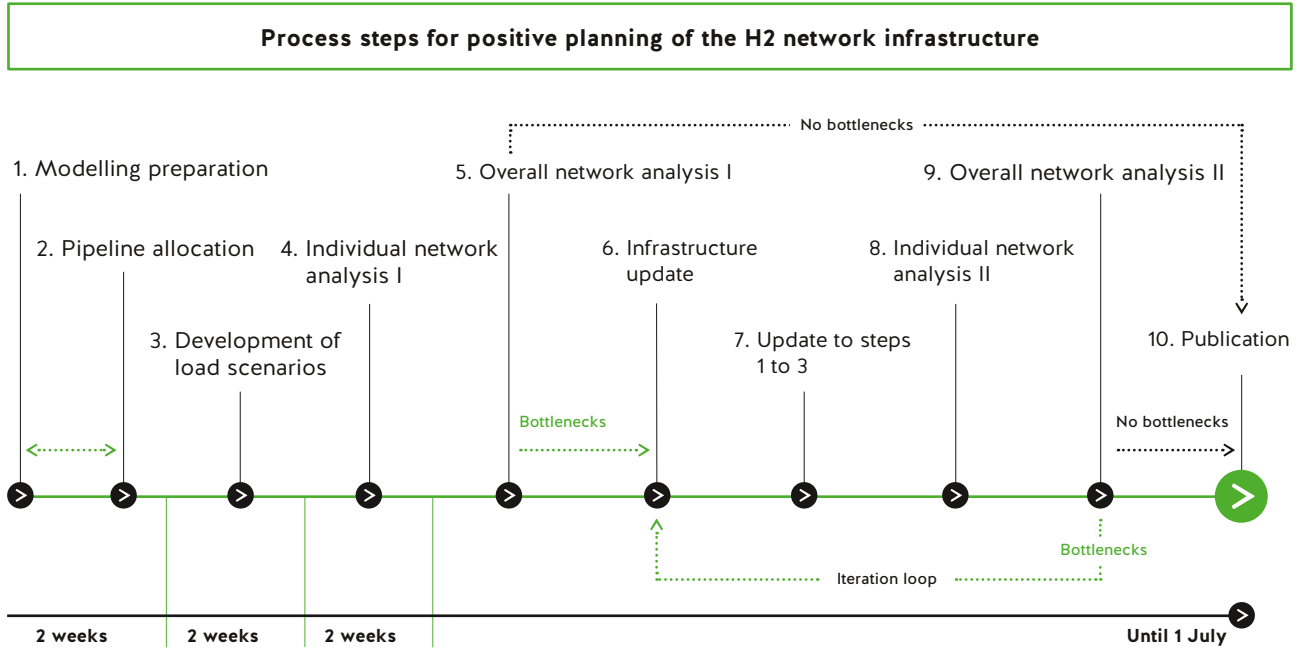 Process steps for positive planning of the H2 network infrastructure
No bottlenecks
1. Modelling preparation
5. Overall network analysis I
9. Overall network analysis II
2. Pipeline allocation
4. Individual network
analysis I
6. Infrastructure
update
8. Individual network
analysis II
3. Development of
load scenarios
7. Update to steps
1 to 3
10. Publication
Bottlenecks
No bottlenecks
Bottlenecks
Iteration loop
2 weeks
2 weeks
2 weeks
Until 1 July